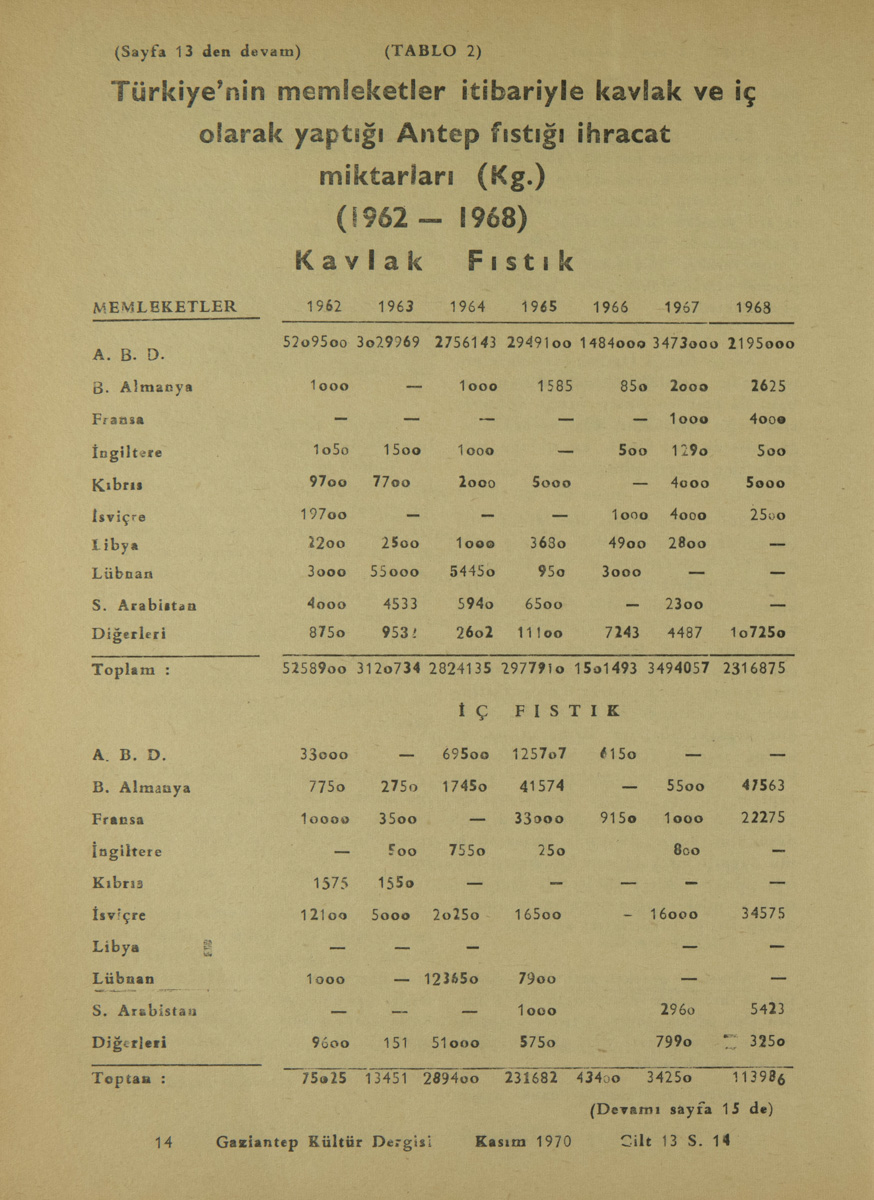 (Sayfa 13 den devam) (TABLO 2)
Türkiye'nin memleketler itibariyle kavlak ve iç
olarak yaptığı Antep fıstığı ihracat
miktarları (Kg.)
(1962 — 1968)
Kavlak Fıstık
MEMLEKETLER 1962 1963 1964 1965 1966 1967 1968
A. B. D. 5209500 3029969 2756143 2949100 1484000 3473000 2195000
B. Almanya 1000 — 1000 1585 850 2000 2625
Fransa — — — — — 1000 4000
İngiltere 1050 1500 1000 — 500 1290 500
Kıbrıs 9700 7700 2000 5000 — 4000 5000
İsviçre 19700 — — — 1000 4000 2500
Libya 2200 2500 1000 3680 4900 2800 —
Lübnan 3000 55000 54450 950 3000 — —
S. Arabistan 4000 4533 5940 6500 — 2300 —
Diğerleri 8750 9532 2602 11100 7243 4487 107250
Toplam : 5258900 3120734 2824135 2977910 1501493 3494057 2316875
İÇ FISTIK
A. B. D. 33000 — 69500 125707 6150 — —
B. Almanya 7750 2750 17450 41574 — 5500 47563
Fransa 10000 3500 — 33000 9150 1000 22275
İngiltere — 500 7550 250 800 —
Kıbrıs 1575 1550 — — — — —
İsviçre 12100 5000 20250 16500 - 16000 34575
Libya — — — — —
Lübnan 1000 — 123650 7900 — —
S. Arabistan — — — 1000 2960 5423
Diğerleri 9600 151 51000 5750 7990 3250
Toptan : 75025 13451 289400 231682 43400 34250 113986
(Devamı sayfa 15 de)
14 Gaziantep Kültür Dergisi Kasım 1970 Cilt 13 S. 14